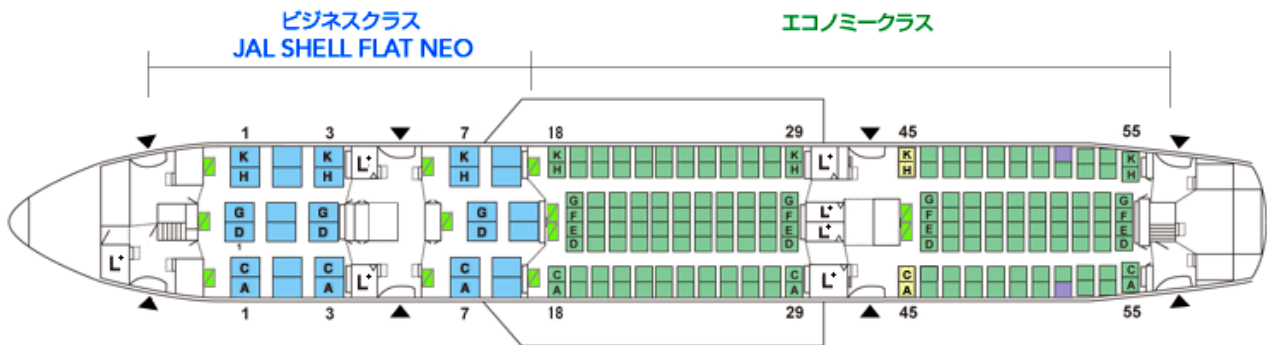 ビジネスクラス
JAL SHELL FLAT NEO
エコノミークラス
1 3 7 18 29 45 55
K K K K K K K
H H H H H H H
L+ L+
G G G G G
F F
D D D E E
D D
1
L+ L+
L+
C C C C C C C
A A A A A A A
L+ L+
1 3 7 18 29 45 55